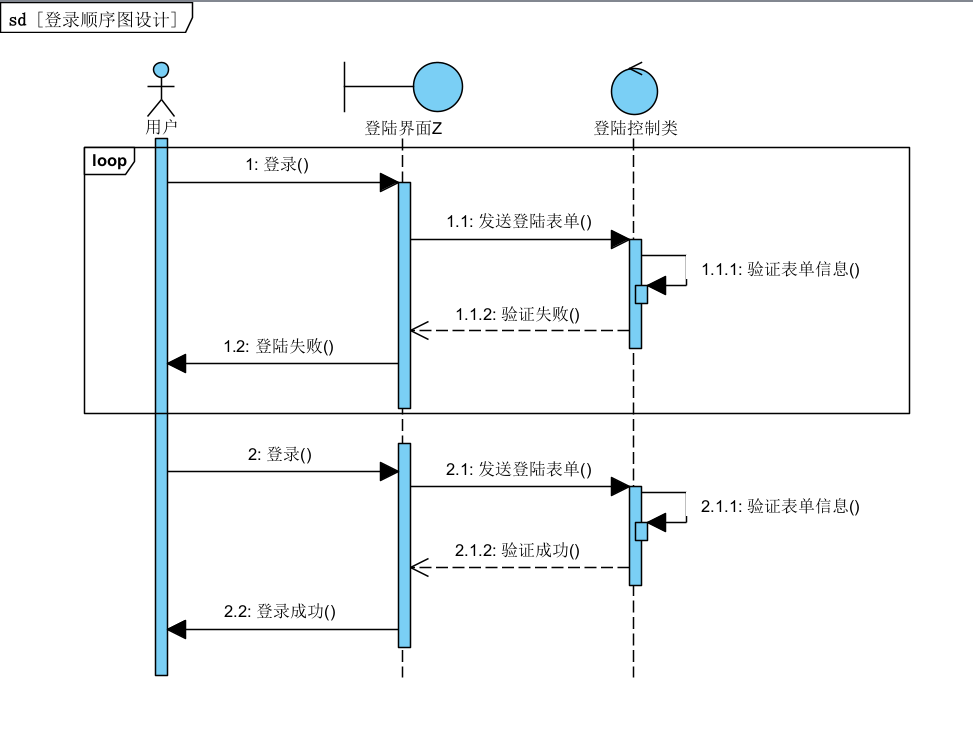 sd [登录顺序图设计]
用户
登陆界面Z
登陆控制类
loop
1: 登录()
1.1: 发送登陆表单()
1.1.1: 验证表单信息()
1.1.2: 验证失败()
1.2: 登陆失败()
2: 登录()
2.1: 发送登陆表单()
2.1.1: 验证表单信息()
2.1.2: 验证成功()
2.2: 登录成功()